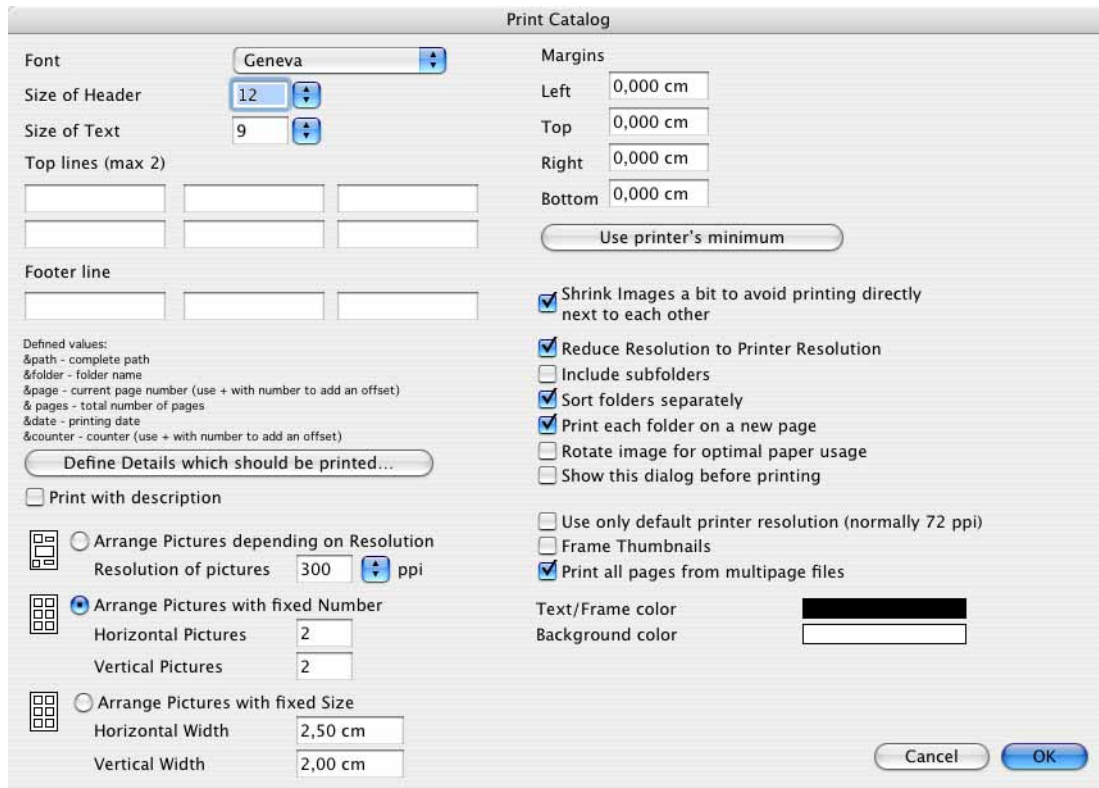 Print Catalog
Font
Geneva
Size of Header
12
Size of Text
9
Top lines (max 2)
Footer line
Defined values:
&path - complete path
&folder - folder name
&page - current page number (use + with number to add an offset)
& pages - total number of pages
&date - printing date
&counter - counter (use + with number to add an offset)
Define Details which should be printed...
Print with description
Arrange Pictures depending on Resolution
Resolution of pictures
300
ppi
Arrange Pictures with fixed Number
Horizontal Pictures
2
Vertical Pictures
2
Arrange Pictures with fixed Size
Horizontal Width
2,50 cm
Vertical Width
2,00 cm
Margins
Left
0,000 cm
Top
0,000 cm
Right
0,000 cm
Bottom
0,000 cm
Use printer's minimum
Shrink Images a bit to avoid printing directly
next to each other
Reduce Resolution to Printer Resolution
Include subfolders
Sort folders separately
Print each folder on a new page
Rotate image for optimal paper usage
Show this dialog before printing
Use only default printer resolution (normally 72 ppi)
Frame Thumbnails
Print all pages from multipage files
Text/Frame color
Background color
Cancel
OK